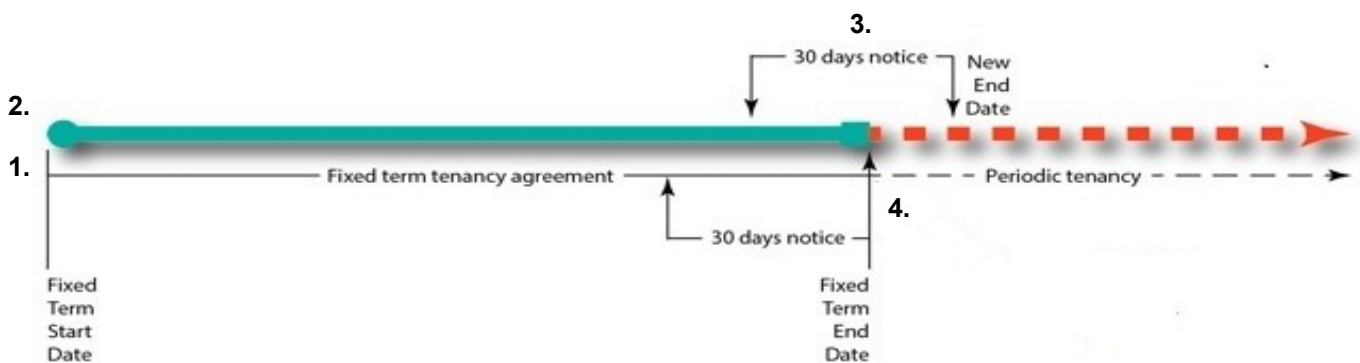 3.
30 days notice
New
End
Date
2.
1.
Fixed term tenancy agreement
Periodic tenancy
4.
30 days notice
Fixed
Term
Start
Date
Fixed
Term
End
Date